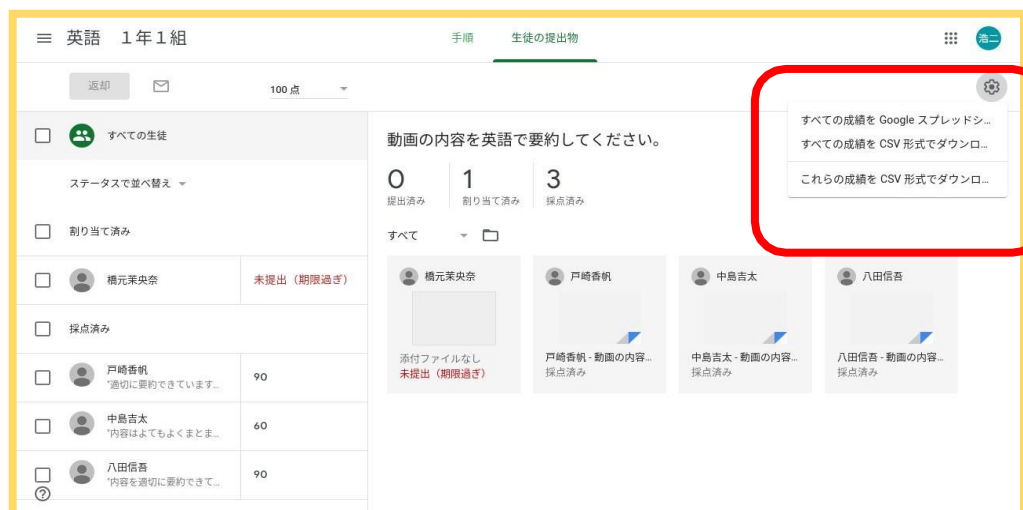 英語　１年１組
手順
生徒の提出物
浩二
返却
100 点
すべての成績を Google スプレッドシ...
すべての成績を CSV 形式でダウンロ...
これらの成績を CSV 形式でダウンロ...
すべての生徒
ステータスで並べ替え
割り当て済み
橋元茉央奈
未提出（期限過ぎ）
採点済み
戸崎香帆
"適切に要約できています...
90
中島吉太
"内容はよてもよくまとま...
60
八田信吾
"内容を適切に要約できて...
90
動画の内容を英語で要約してください。
0
提出済み
1
割り当て済み
3
採点済み
すべて
橋元茉央奈
添付ファイルなし
未提出（期限過ぎ）
戸崎香帆
戸崎香帆 - 動画の内容...
採点済み
中島吉太
中島吉太 - 動画の内容...
採点済み
八田信吾
八田信吾 - 動画の内容...
採点済み